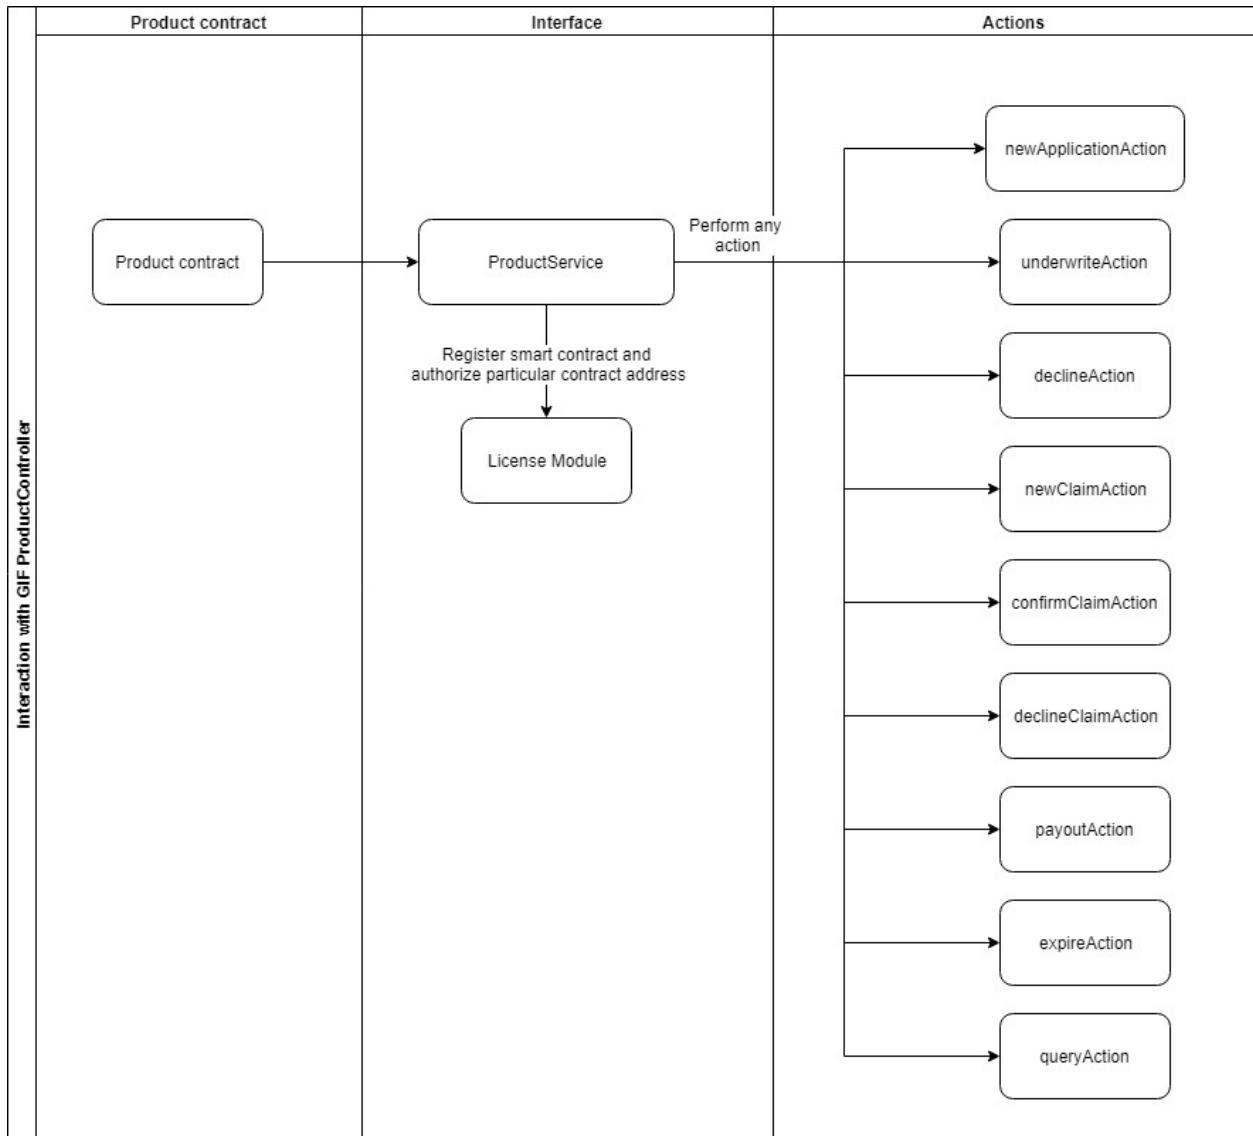 Product contract
Interface
Actions
Interaction with GIF ProductController
newApplicationAction
Product contract
ProductService
Perform any
action
underwriteAction
Register smart contract and
authorize particular contract address
declineAction
License Module
newClaimAction
confirmClaimAction
declineClaimAction
payoutAction
expireAction
queryAction